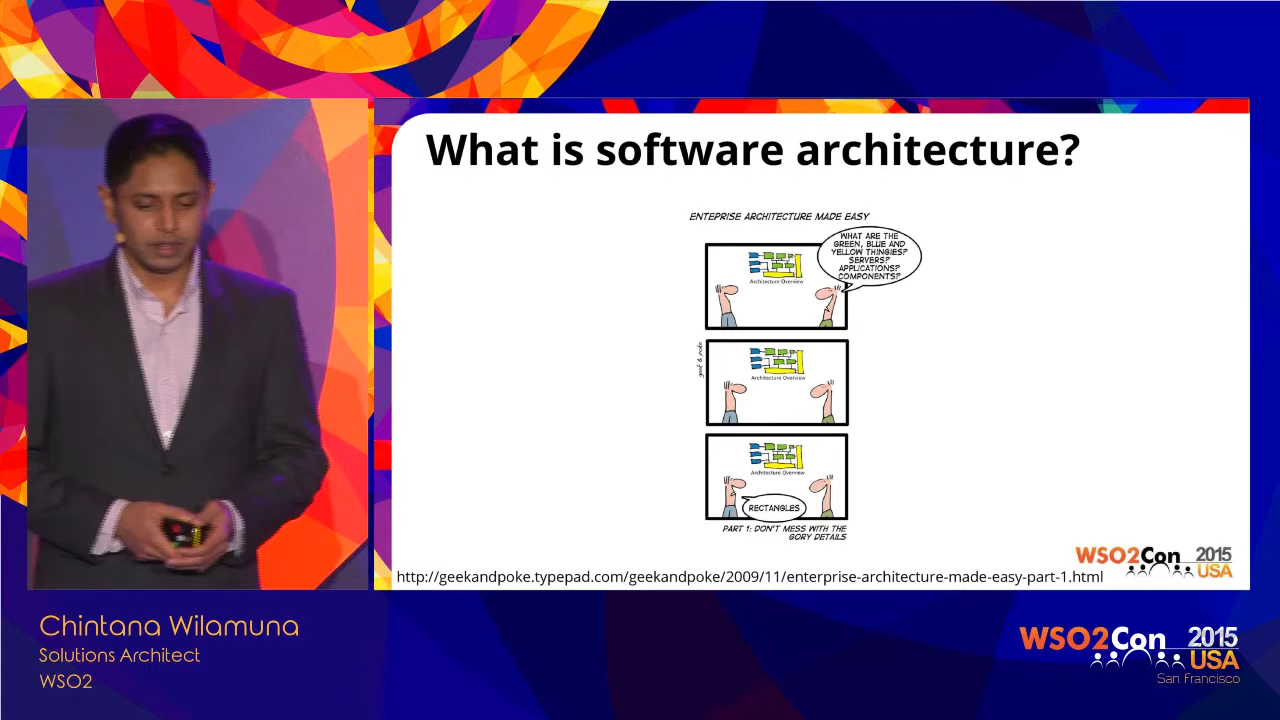 What is software architecture?
ENTEPRISE ARCHITECTURE MADE EASY
WHAT ARE THE
GREEN, BLUE AND
YELLOW THINGIES?
SERVERS?
APPLICATIONS?
COMPONENTS?
Architecture Overview
geek & poke
Architecture Overview
Architecture Overview
RECTANGLES
PART 1: DON'T MESS WITH THE
GORY DETAILS
WSO2Con 2015
USA
http://geekandpoke.typepad.com/geekandpoke/2009/11/enterprise-architecture-made-easy-part-1.html
Chintana Wilamuna
Solutions Architect
WSO2
WSO2Con 2015
USA
San Francisco